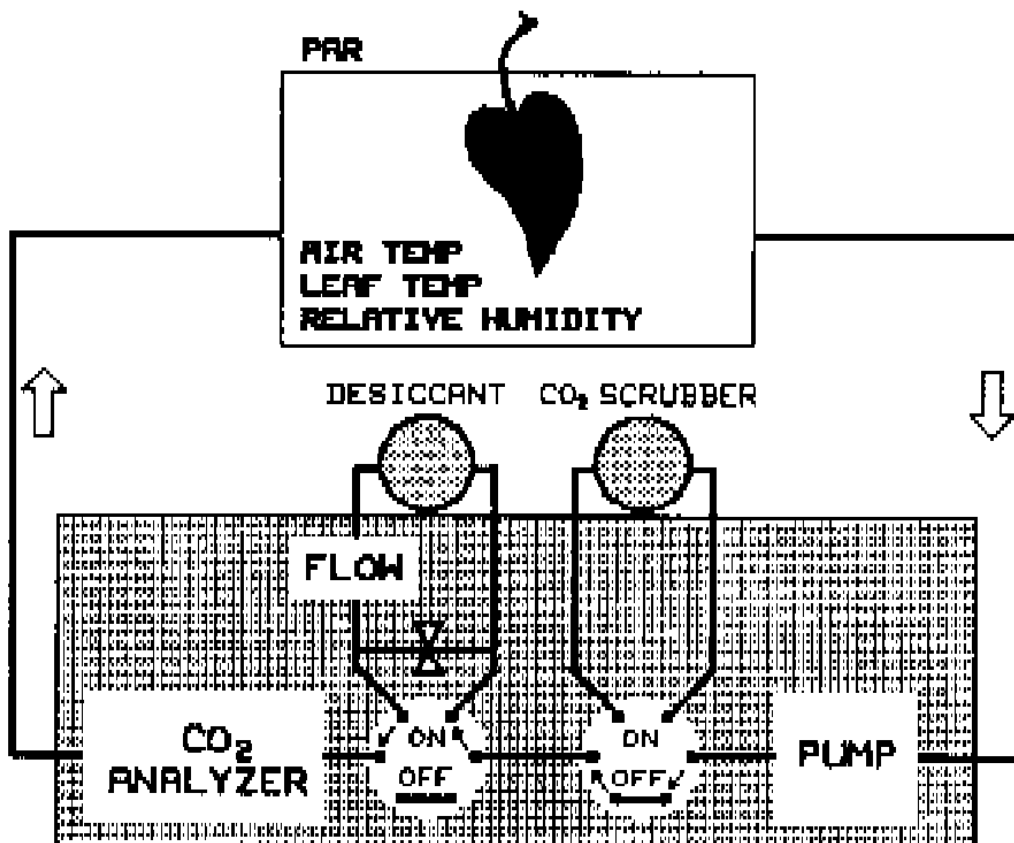 PAR
AIR TEMP
LEAF TEMP
RELATIVE HUMIDITY
DESICCANT CO₂ SCRUBBER
FLOW
CO₂
ANALYZER
ON
OFF
ON
OFF
PUMP